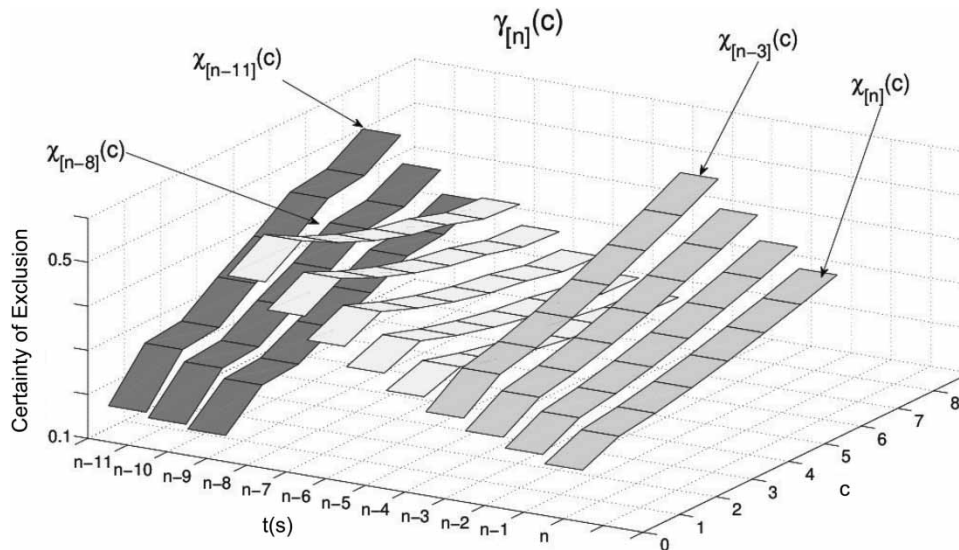 γ[n](c)
χ[n−11](c)
χ[n−3](c)
χ[n](c)
χ[n−8](c)
Certainty of Exclusion
0.5
0.1
n−11
n−10
n−9
n−8
n−7
n−6
n−5
n−4
n−3
n−2
n−1
n
t(s)
0
1
2
3
4
5
6
7
8
c